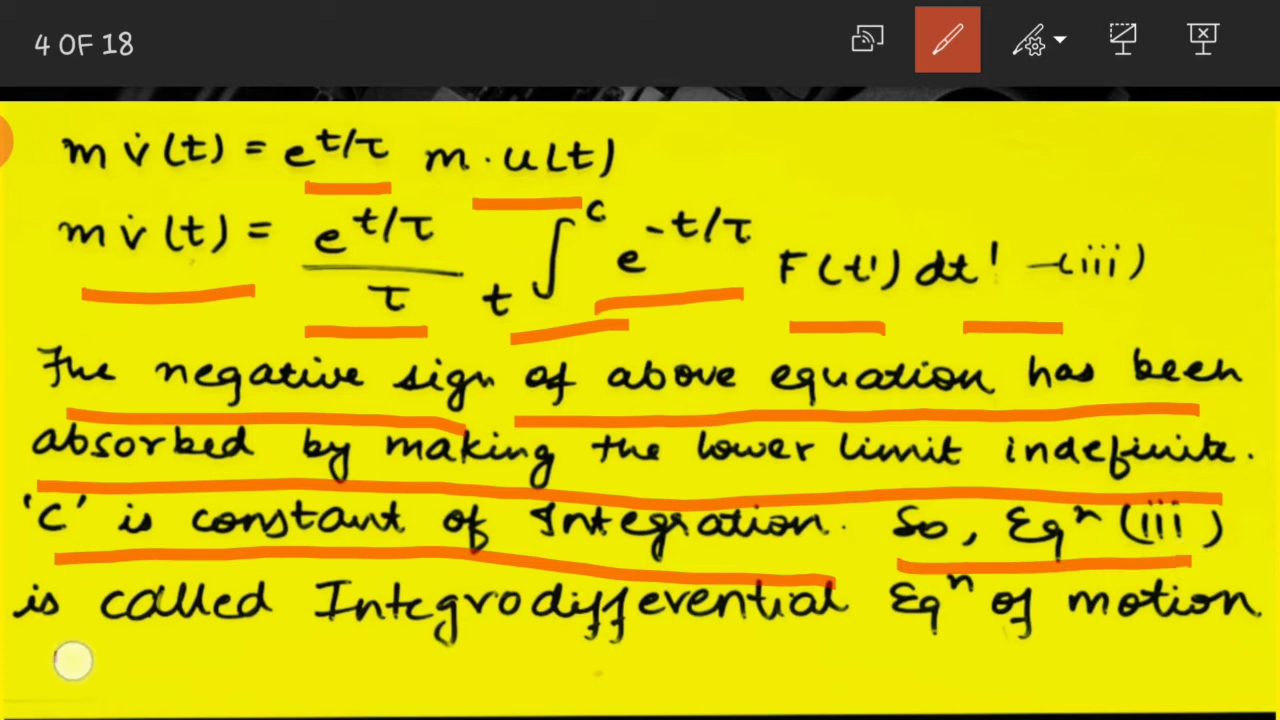 4 OF 18
m v̇(t) = e^{t/τ} m · u(t)
m v̇(t) = e^{t/τ}/τ ∫_t^c e^{-t/τ} F(t') dt' —(iii)
The negative sign of above equation has been
absorbed by making the lower limit indefinite.
'C' is constant of Integration. So, Eqⁿ (iii)
is called Integrodifferential Eqⁿ of motion